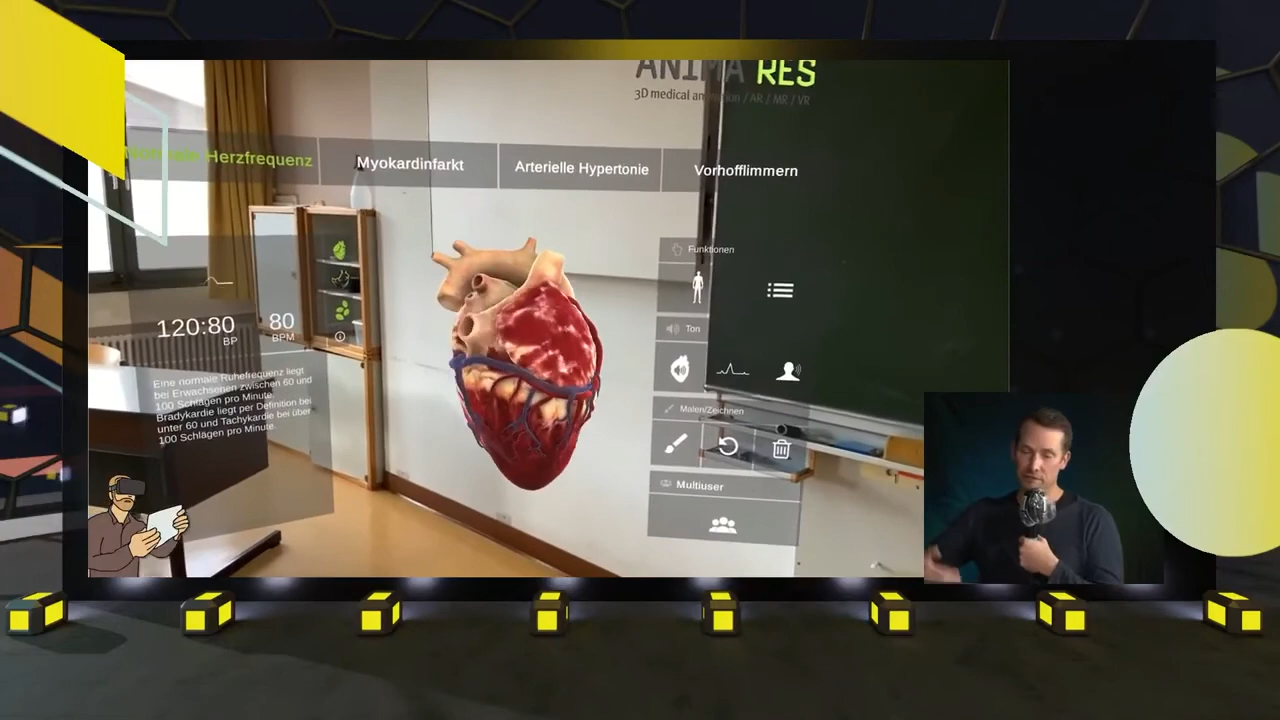 ANIMA RES
3D medical animation / AR / MR / VR
Normale Herzfrequenz
Myokardinfarkt
Arterielle Hypertonie
Vorhofflimmern
Funktionen
120:80
BP
80
BPM
Ton
Eine normale Ruhefrequenz liegt
bei Erwachsenen zwischen 60 und
100 Schlägen pro Minute.
Bradykardie liegt per Definition bei
unter 60 und Tachykardie bei über
100 Schlägen pro Minute.
Malen/Zeichnen
Multiuser